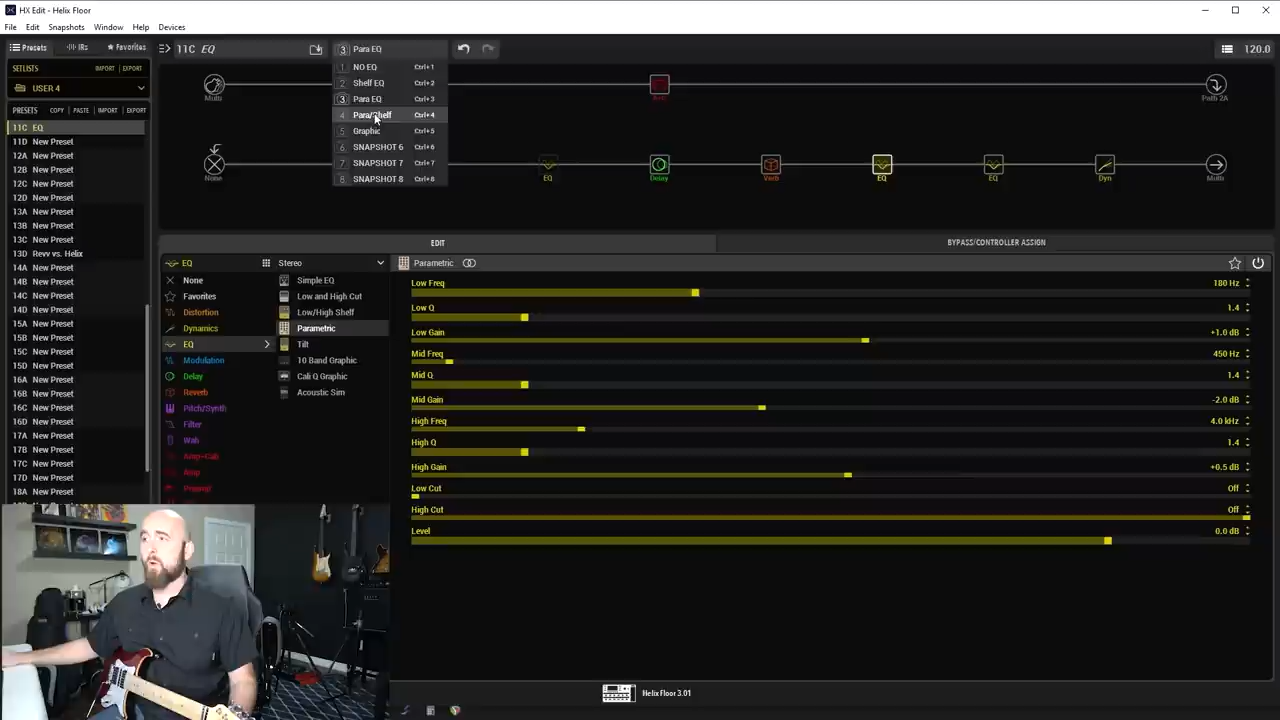 HX Edit - Helix Floor
File Edit Snapshots Window Help Devices
Presets IRs Favorites
11C EQ
3 Para EQ
120.0
SETLISTS IMPORT EXPORT
USER 4
PRESETS COPY PASTE IMPORT EXPORT
11C EQ
11D New Preset
12A New Preset
12B New Preset
12C New Preset
12D New Preset
13A New Preset
13B New Preset
13C New Preset
13D Revv vs. Helix
14A New Preset
14B New Preset
14C New Preset
14D New Preset
15A New Preset
15B New Preset
15C New Preset
15D New Preset
16A New Preset
16B New Preset
16C New Preset
16D New Preset
17A New Preset
17B New Preset
17C New Preset
17D New Preset
18A New Preset
1 NO EQ Ctrl+1
2 Shelf EQ Ctrl+2
3 Para EQ Ctrl+3
4 Para/Shelf Ctrl+4
5 Graphic Ctrl+5
6 SNAPSHOT 6 Ctrl+6
7 SNAPSHOT 7 Ctrl+7
8 SNAPSHOT 8 Ctrl+8
Multi
Path 2A
None
EQ
Delay
Verb
EQ
EQ
Dyn
Multi
EDIT
BYPASS/CONTROLLER ASSIGN
EQ
None
Favorites
Distortion
Dynamics
EQ
Modulation
Delay
Reverb
Pitch/Synth
Filter
Wah
Amp+Cab
Amp
Preamp
Stereo
Simple EQ
Low and High Cut
Low/High Shelf
Parametric
Tilt
10 Band Graphic
Cali Q Graphic
Acoustic Sim
Parametric
Low Freq 180 Hz
Low Q 1.4
Low Gain +1.0 dB
Mid Freq 450 Hz
Mid Q 1.4
Mid Gain -2.0 dB
High Freq 4.0 kHz
High Q 1.4
High Gain +0.5 dB
Low Cut Off
High Cut Off
Level 0.0 dB
Helix Floor 3.01